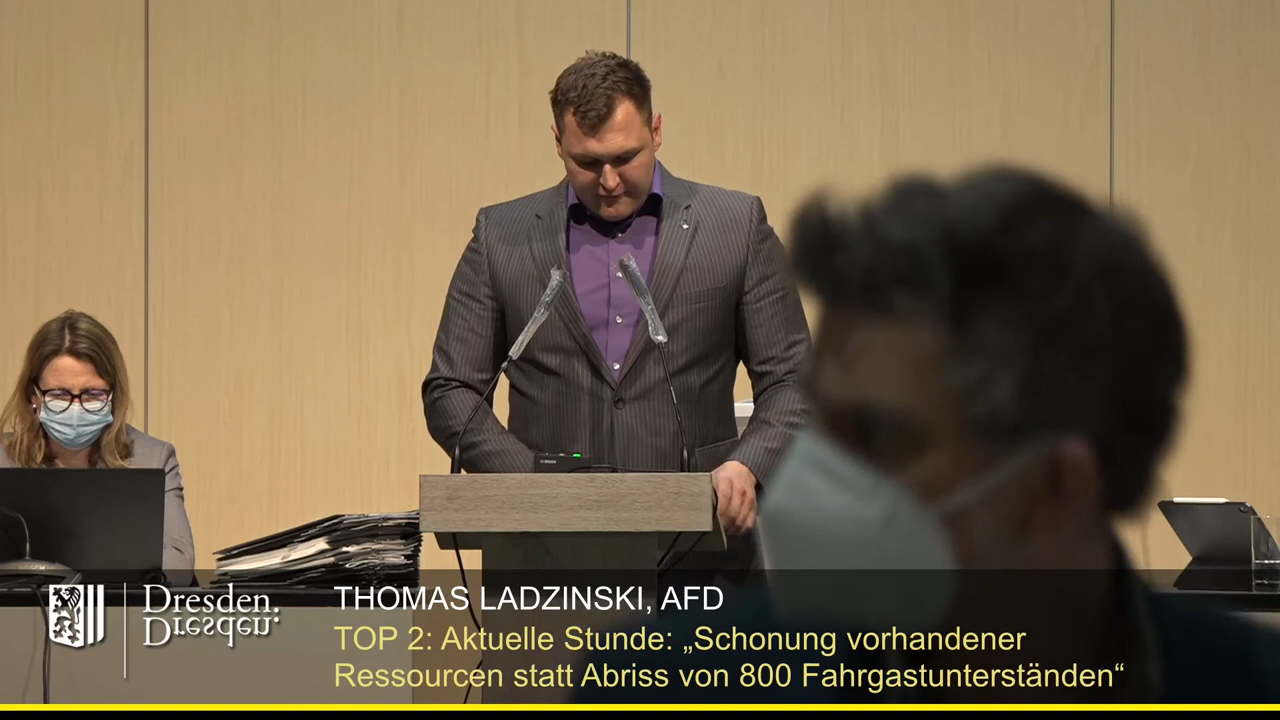 Dresden.
Dresden.
THOMAS LADZINSKI, AFD
TOP 2: Aktuelle Stunde: „Schonung vorhandener
Ressourcen statt Abriss von 800 Fahrgastunterständen“